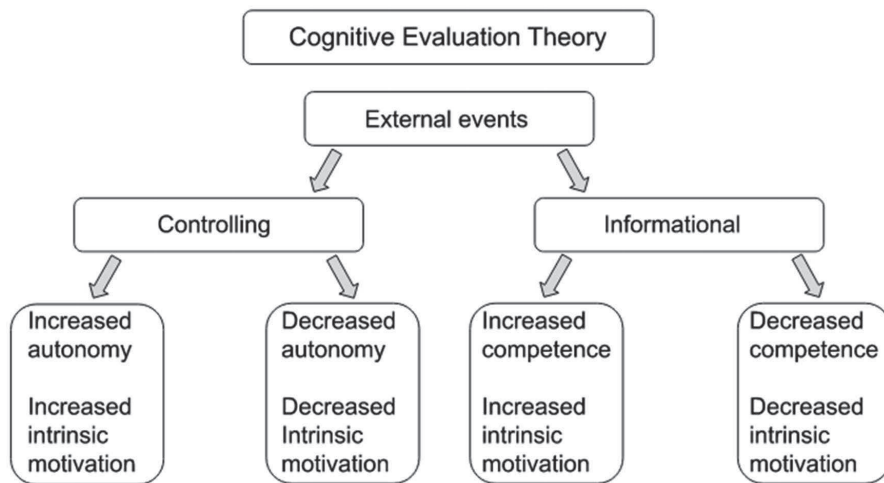 Cognitive Evaluation Theory
External events
Controlling
Informational
Increased
autonomy
Increased
intrinsic
motivation
Decreased
autonomy
Decreased
Intrinsic
motivation
Increased
competence
Increased
intrinsic
motivation
Decreased
competence
Decreased
intrinsic
motivation